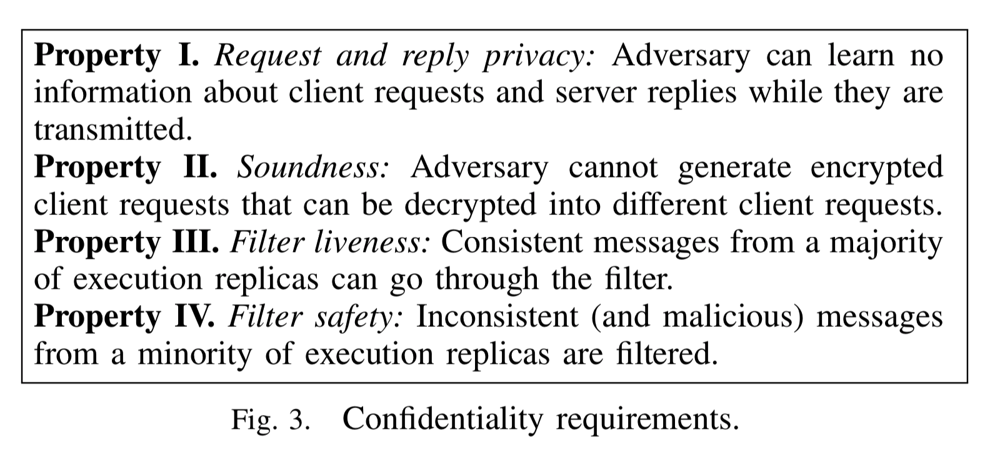 Property I. Request and reply privacy: Adversary can learn no
information about client requests and server replies while they are
transmitted.
Property II. Soundness: Adversary cannot generate encrypted
client requests that can be decrypted into different client requests.
Property III. Filter liveness: Consistent messages from a majority
of execution replicas can go through the filter.
Property IV. Filter safety: Inconsistent (and malicious) messages
from a minority of execution replicas are filtered.
Fig. 3. Confidentiality requirements.